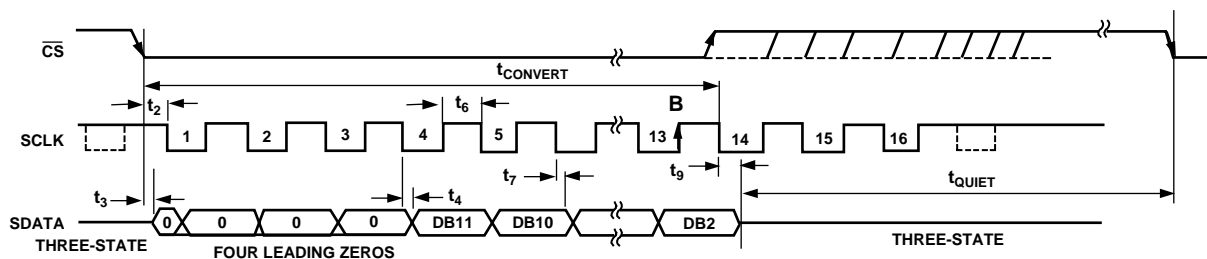 CS
tCONVERT
t2
t6
B
SCLK
1 2 3 4 5 13 14 15 16
t3
t4
t7
t9
tQUIET
SDATA
0 0 0 0 DB11 DB10 DB2
THREE-STATE
FOUR LEADING ZEROS
THREE-STATE